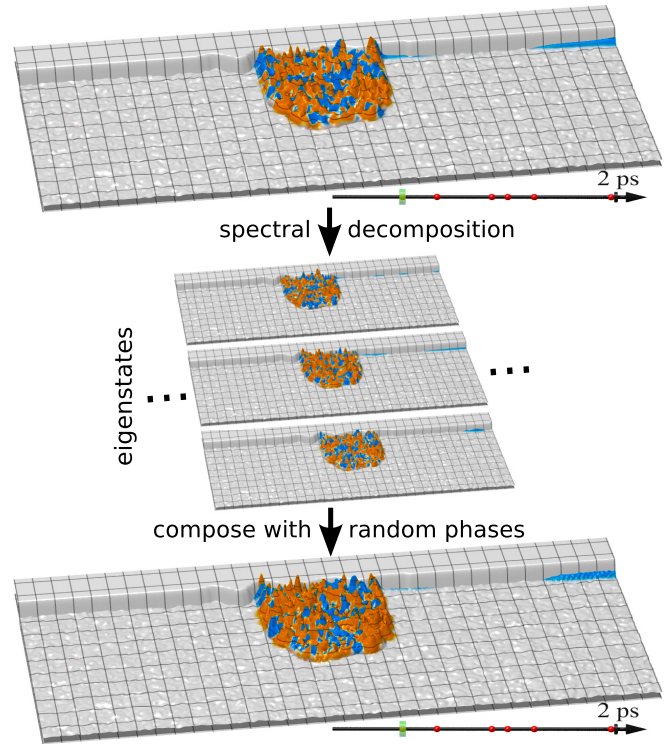 2 ps
spectral decomposition
eigenstates
compose with random phases
2 ps